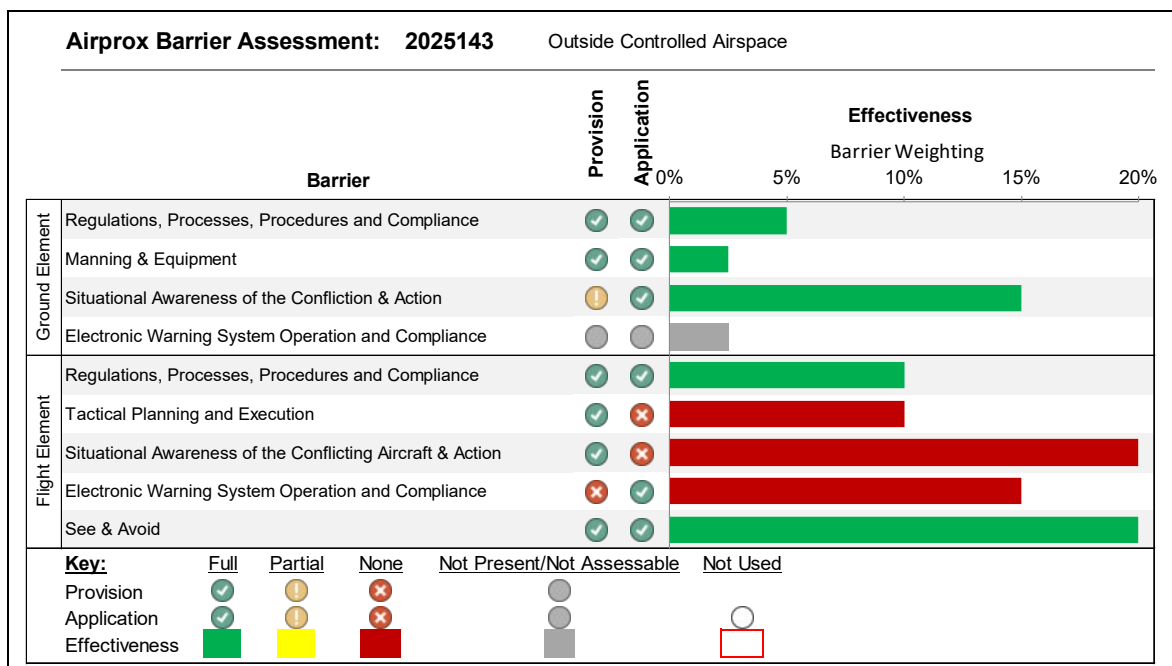 Airprox Barrier Assessment: 2025143 Outside Controlled Airspace
Provision
Application
Effectiveness
Barrier Weighting
Barrier
0% 5% 10% 15% 20%
Ground Element
Regulations, Processes, Procedures and Compliance
Manning & Equipment
Situational Awareness of the Confliction & Action
Electronic Warning System Operation and Compliance
Flight Element
Regulations, Processes, Procedures and Compliance
Tactical Planning and Execution
Situational Awareness of the Conflicting Aircraft & Action
Electronic Warning System Operation and Compliance
See & Avoid
Key: Full Partial None Not Present/Not Assessable Not Used
Provision
Application
Effectiveness